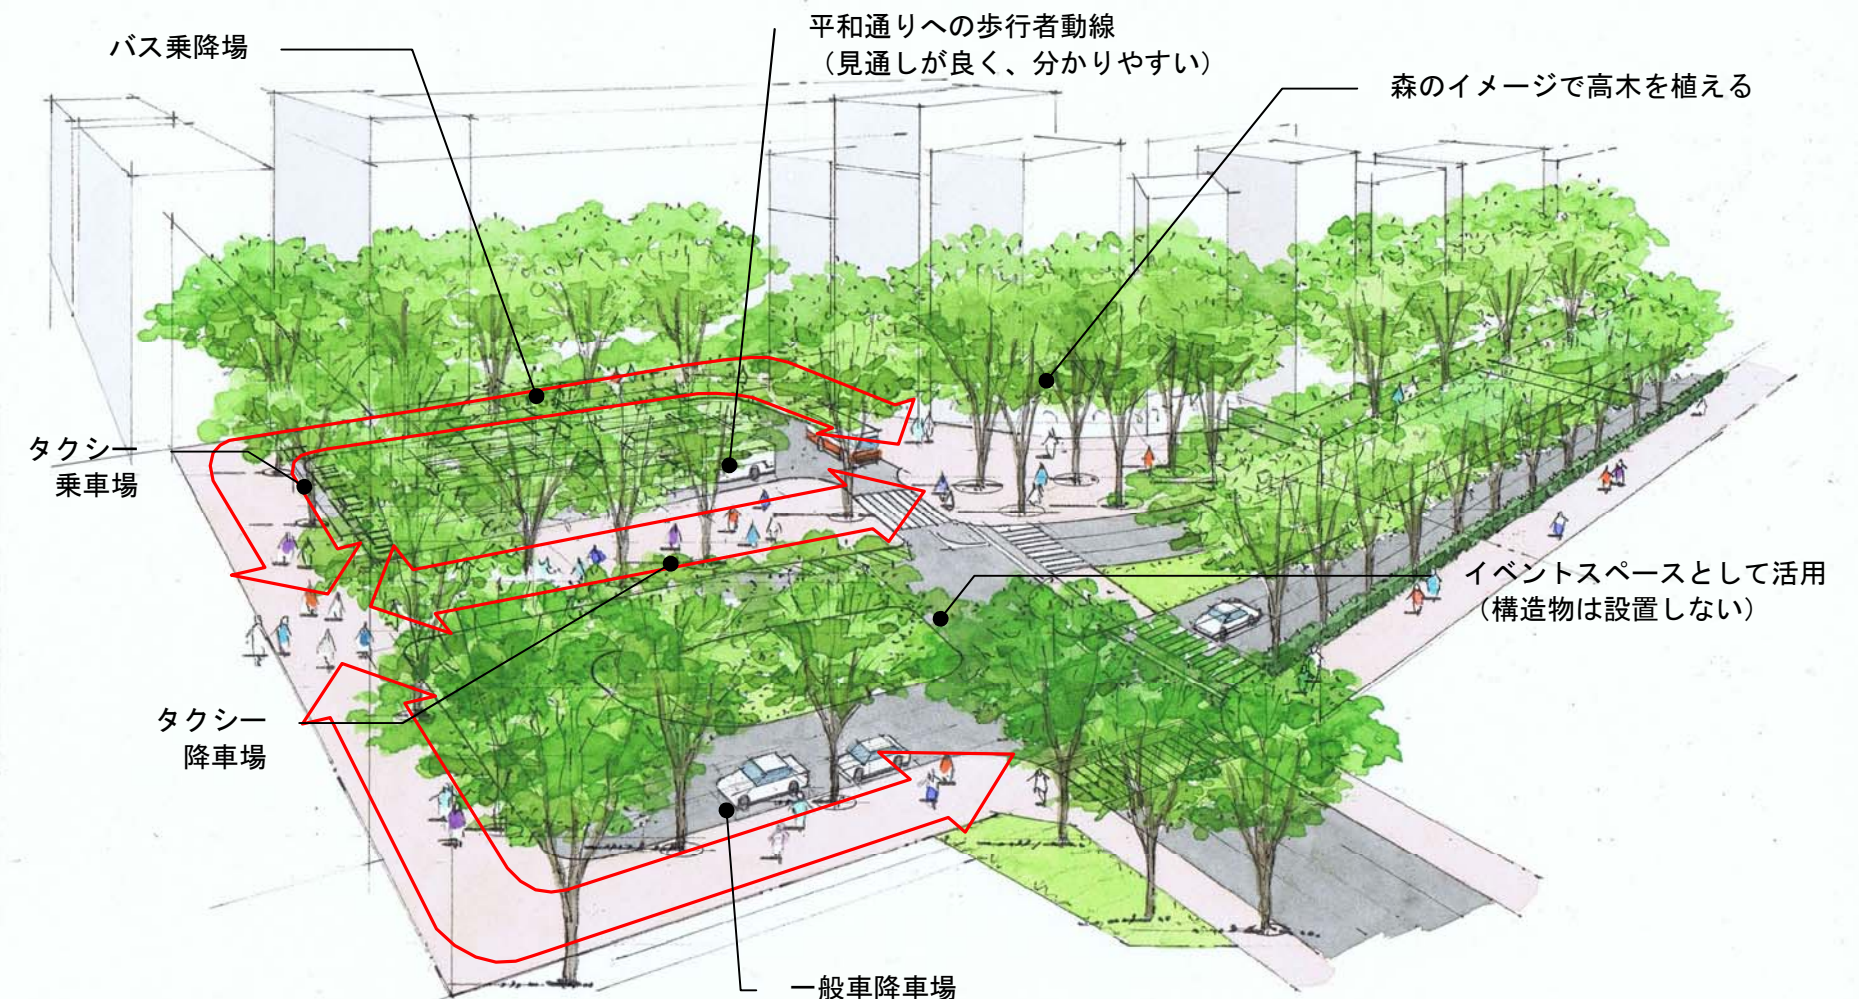 平和通りへの歩行者動線
（見通しが良く、分かりやすい）
バス乗降場
森のイメージで高木を植える
タクシー
乗車場
イベントスペースとして活用
（構造物は設置しない）
タクシー
降車場
一般車降車場